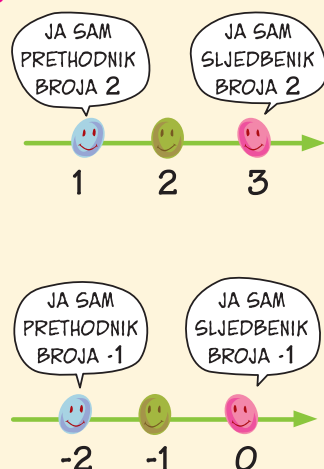 JA SAM
PRETHODNIK
BROJA 2
JA SAM
SLJEDBENIK
BROJA 2
1 2 3
JA SAM
PRETHODNIK
BROJA -1
JA SAM
SLJEDBENIK
BROJA -1
-2 -1 0